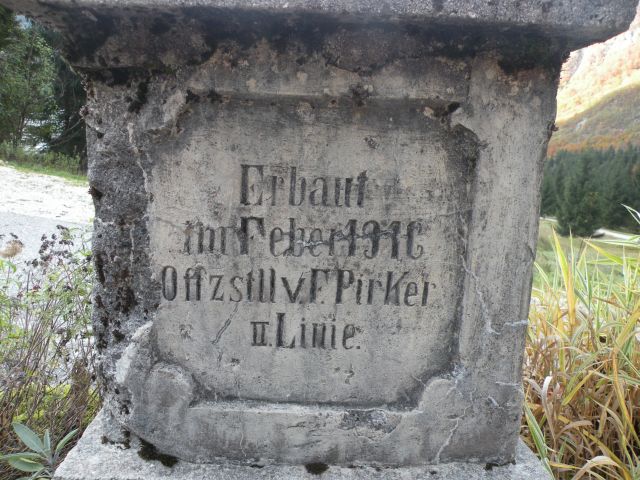 Erbaut
im Feber 1916
Offzstllv F. Pirker
II. Linie.